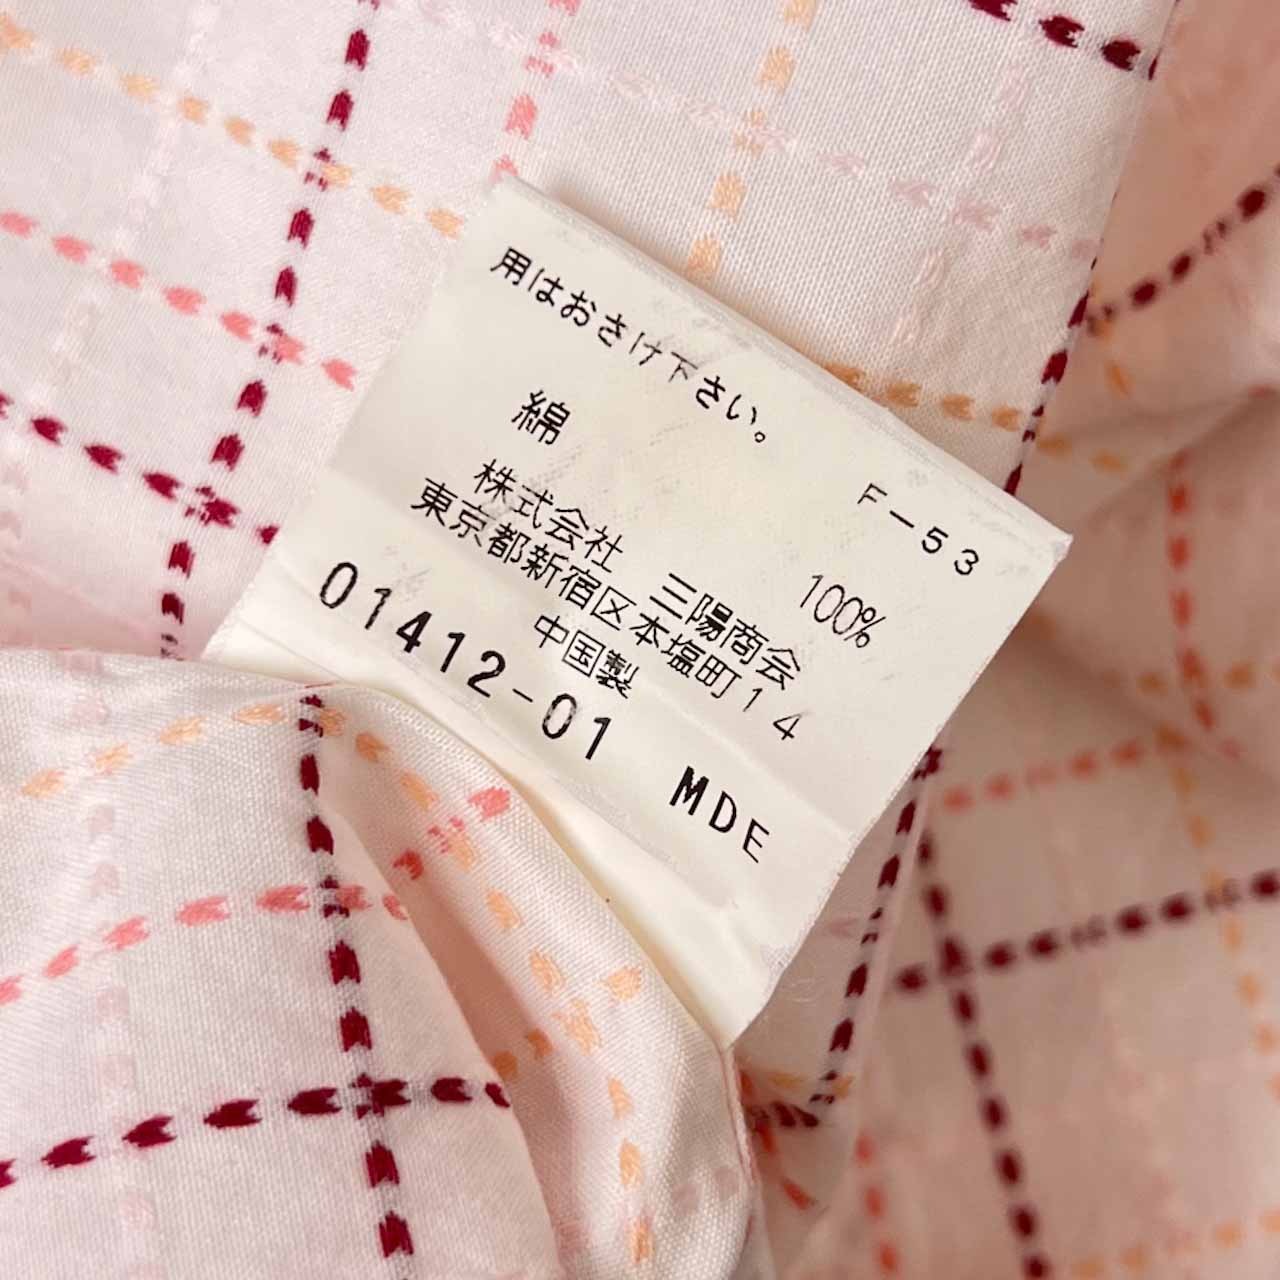 用はおさけ下さい。
F－53
綿 100%
株式会社 三陽商会
東京都新宿区本塩町14
中国製
01412-01 MDE